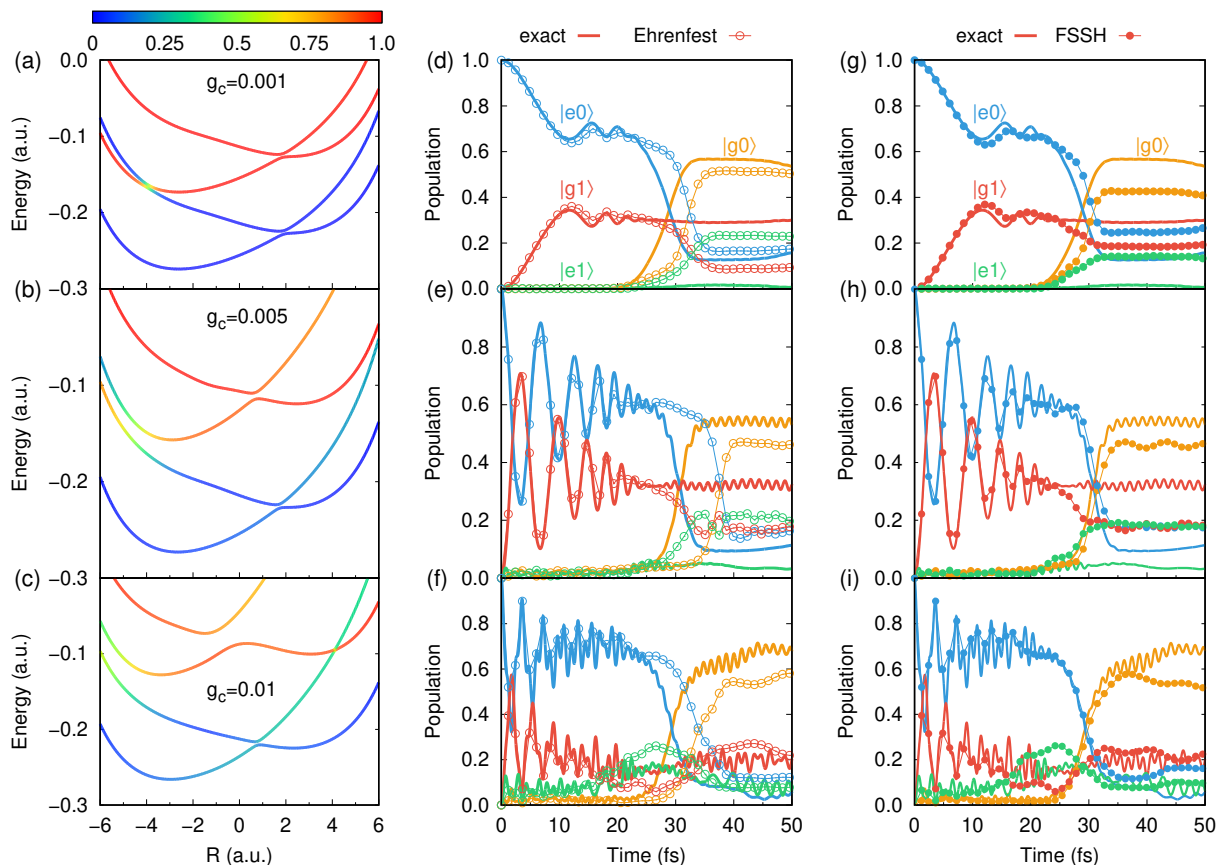 0 0.25 0.5 0.75 1.0
exact Ehrenfest
exact FSSH
(a)
g_c=0.001
0.0
−0.1
−0.2
Energy (a.u.)
(b)
g_c=0.005
−0.3
−0.1
−0.2
Energy (a.u.)
(c)
g_c=0.01
−0.3
−0.1
−0.2
−0.3
Energy (a.u.)
−6 −4 −2 0 2 4 6
R (a.u.)
(d)
1.0
0.8
0.6
0.4
0.2
0.0
Population
|e0⟩
|g0⟩
|g1⟩
|e1⟩
(e)
0.8
0.6
0.4
0.2
0.0
Population
(f)
0.8
0.6
0.4
0.2
0.0
Population
0 10 20 30 40 50
Time (fs)
(g)
1.0
0.8
0.6
0.4
0.2
0.0
Population
|e0⟩
|g0⟩
|g1⟩
|e1⟩
(h)
0.8
0.6
0.4
0.2
0.0
Population
(i)
0.8
0.6
0.4
0.2
0.0
Population
0 10 20 30 40 50
Time (fs)